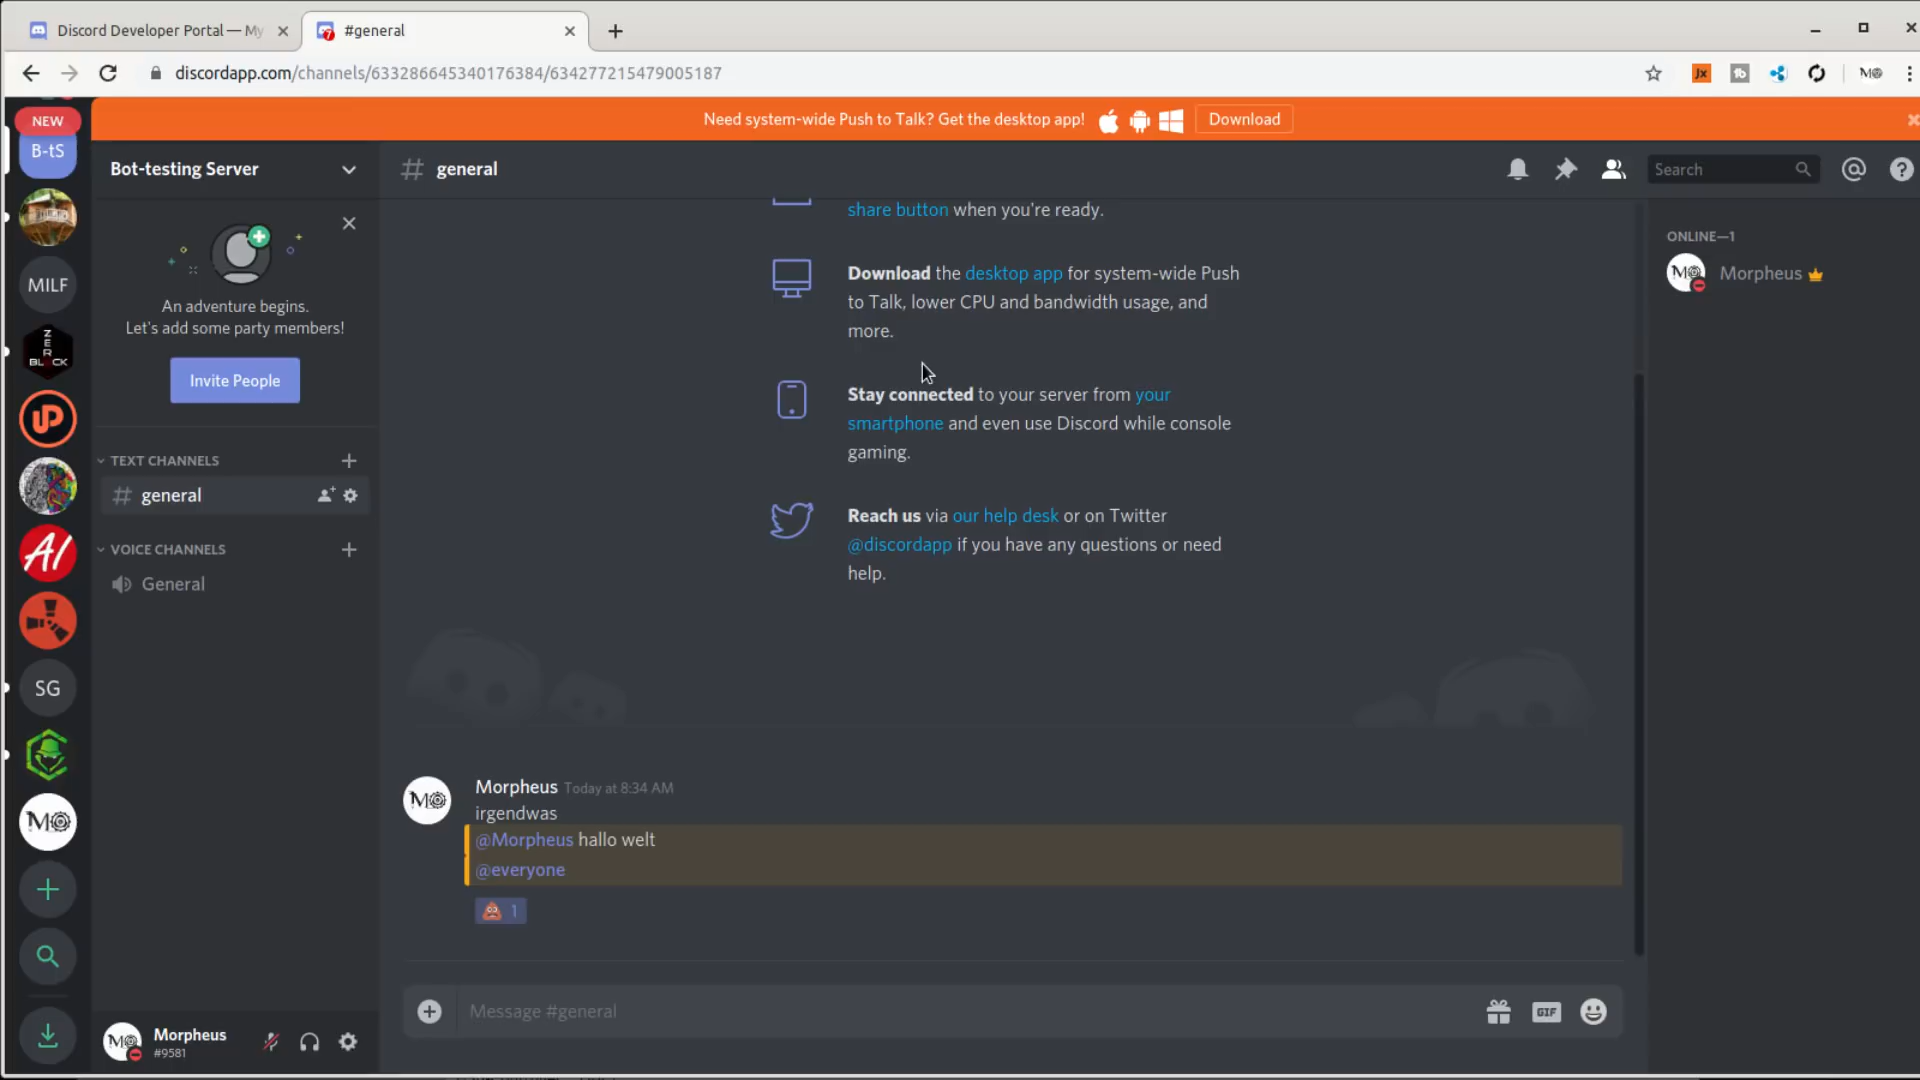 Discord Developer Portal — My
#general
discordapp.com/channels/633286645340176384/634277215479005187
Need system-wide Push to Talk? Get the desktop app!
Download
NEW
B-tS
MILF
ZER
BLCK
UP
AI
SG
MO
Bot-testing Server
An adventure begins.
Let's add some party members!
Invite People
TEXT CHANNELS
general
VOICE CHANNELS
General
Morpheus
#9581
# general
Search
share button when you're ready.
Download the desktop app for system-wide Push
to Talk, lower CPU and bandwidth usage, and
more.
Stay connected to your server from your
smartphone and even use Discord while console
gaming.
Reach us via our help desk or on Twitter
@discordapp if you have any questions or need
help.
Morpheus Today at 8:34 AM
irgendwas
@Morpheus hallo welt
@everyone
1
Message #general
GIF
ONLINE—1
Morpheus